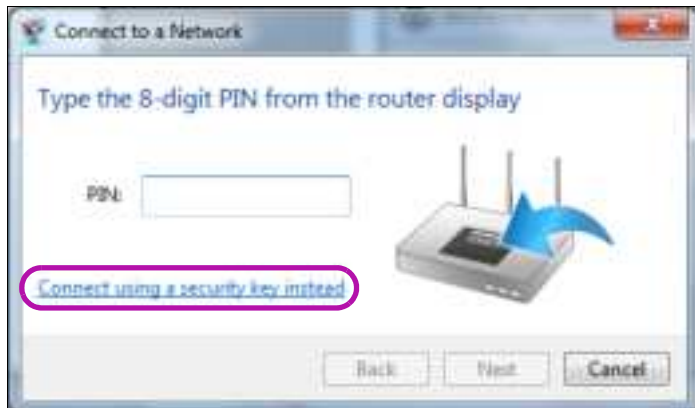 Connect to a Network
Type the 8-digit PIN from the router display
PIN:
Connect using a security key instead
Back
Next
Cancel